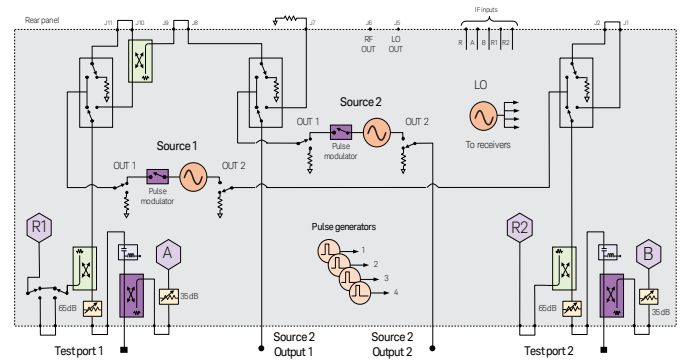 Rear panel
J11 J10 J9 J8 J7 J6 J5 IF inputs J2 J1
RF OUT
LO OUT
R A B R1 R2
LO
To receivers
Source 2
OUT 1
OUT 2
Pulse modulator
Source 1
OUT 1
OUT 2
Pulse modulator
Pulse generators
1
2
3
4
R1
A
R2
B
65dB
35dB
65dB
35dB
Test port 1
Source 2
Output 1
Source 2
Output 2
Test port 2